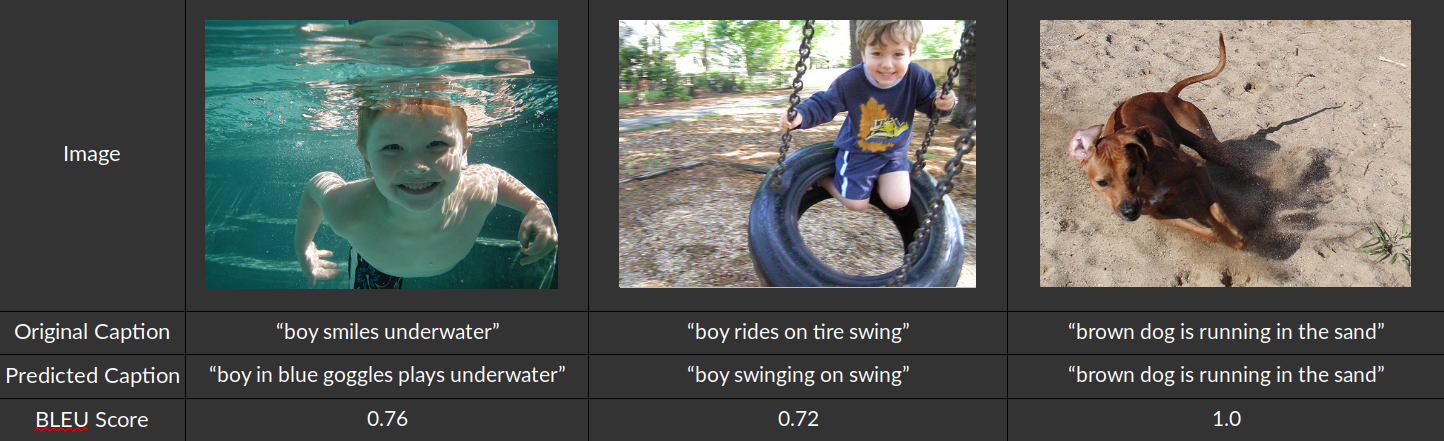 Image
Original Caption “boy smiles underwater” “boy rides on tire swing” “brown dog is running in the sand”
Predicted Caption “boy in blue goggles plays underwater” “boy swinging on swing” “brown dog is running in the sand”
BLEU Score 0.76 0.72 1.0